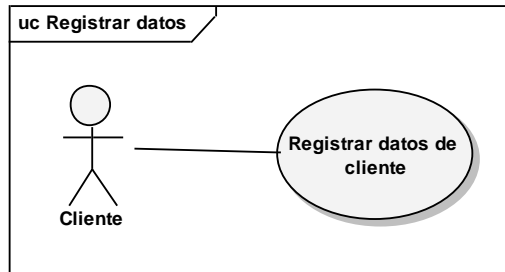 uc Registrar datos
Registrar datos de
cliente
Cliente